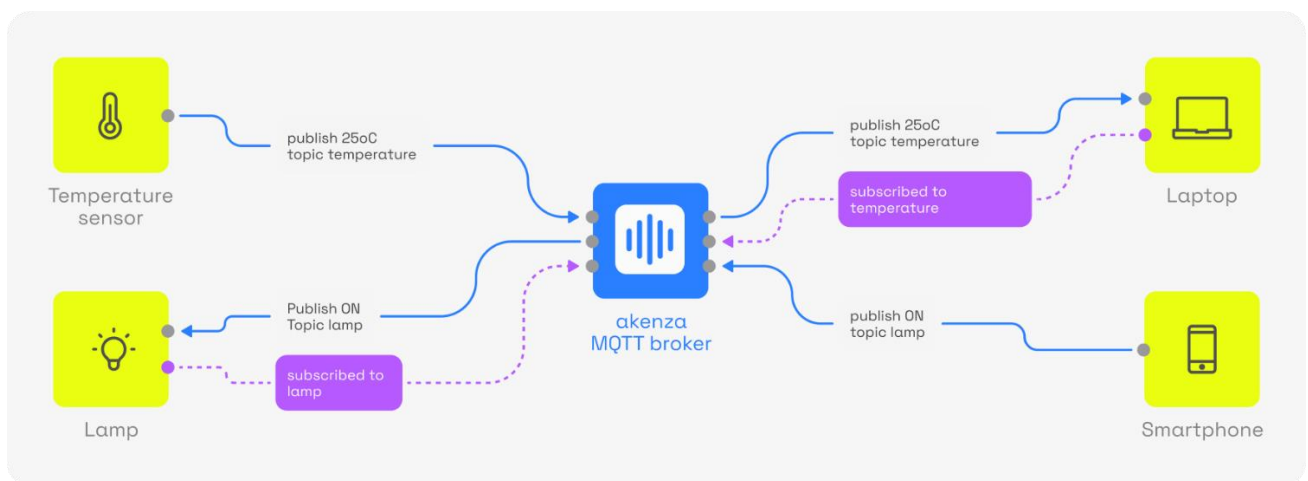 publish 25oC
topic temperature
Temperature
sensor
publish 25oC
topic temperature
subscribed to
temperature
Laptop
Publish ON
Topic lamp
subscribed to
lamp
Lamp
akenza
MQTT broker
publish ON
topic lamp
Smartphone